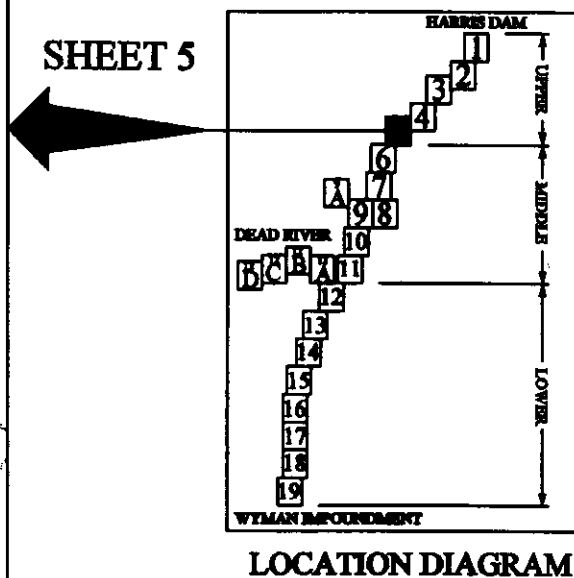 HARRIS DAM
SHEET 5
1
2
3
4
UPPER
6
7
A
9 8
DEAD RIVER
10
MIDDLE
D C B A 11
12
13
14
15
LOWER
16
17
18
19
WYMAN IMPOUNDMENT
LOCATION DIAGRAM